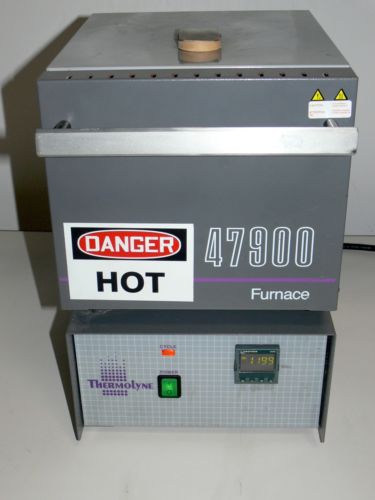 DANGER
HOT
47900
Furnace
CYCLE
POWER
THERMOLYNE
1199